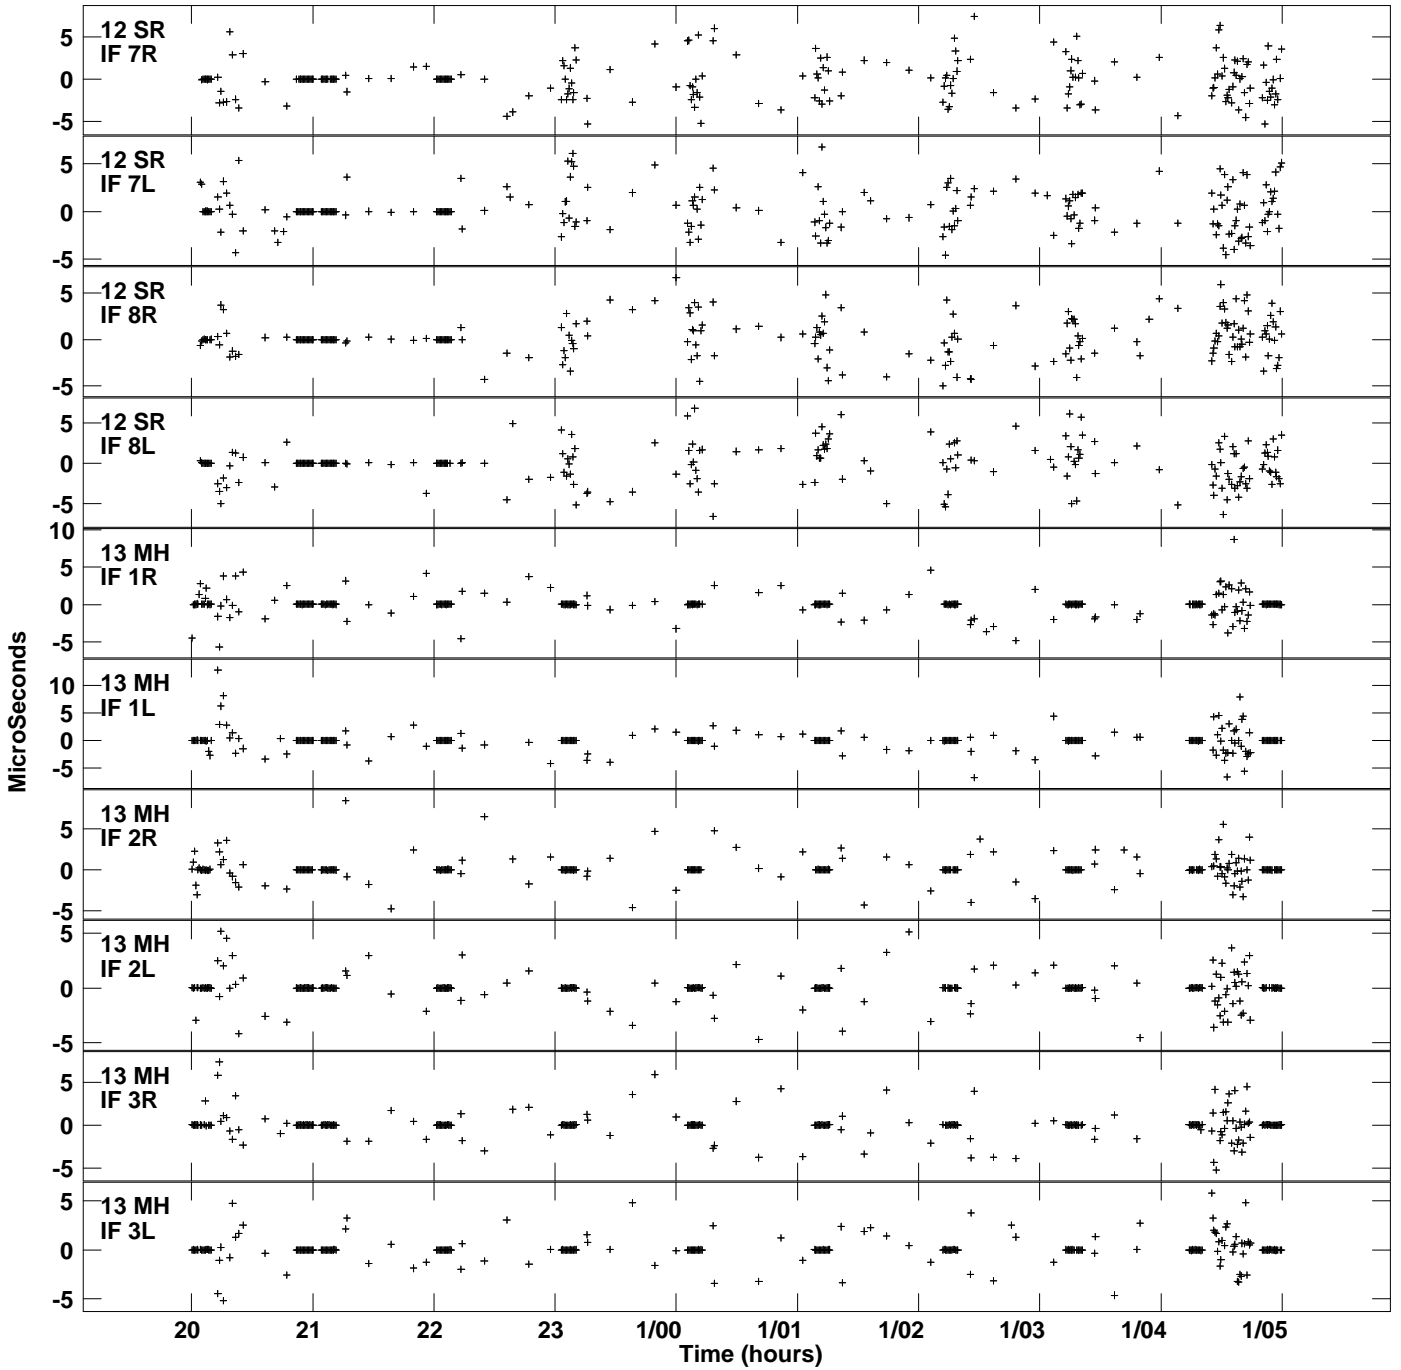 12 SR
IF 7R
5
0
-5
12 SR
IF 7L
5
0
-5
12 SR
IF 8R
5
0
-5
12 SR
IF 8L
5
0
-5
13 MH
IF 1R
10
5
0
-5
13 MH
IF 1L
10
5
0
-5
13 MH
IF 2R
5
0
-5
13 MH
IF 2L
5
0
-5
13 MH
IF 3R
5
0
-5
13 MH
IF 3L
5
0
-5
MicroSeconds
20 21 22 23 1/00 1/01 1/02 1/03 1/04 1/05
Time (hours)